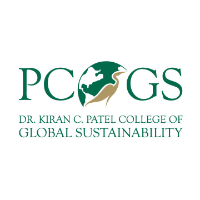 PCGS
DR. KIRAN C. PATEL COLLEGE OF
GLOBAL SUSTAINABILITY